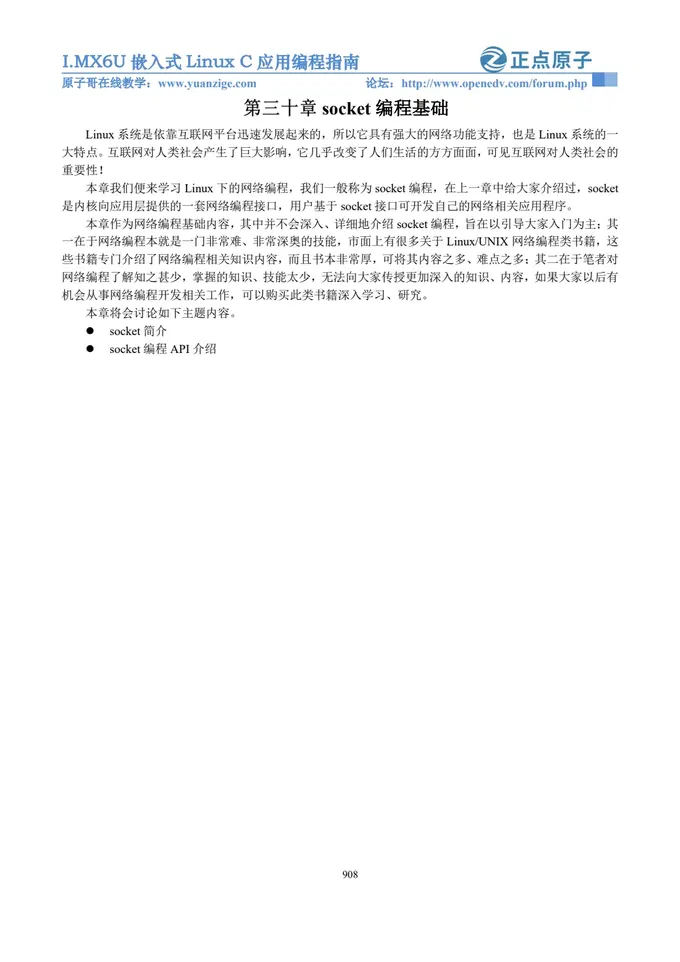 I.MX6U 嵌入式 Linux C 应用编程指南
正点原子
原子哥在线教学：www.yuanzige.com 论坛：http://www.openedv.com/forum.php
第三十章 socket 编程基础
Linux 系统是依靠互联网平台迅速发展起来的，所以它具有强大的网络功能支持，也是 Linux 系统的一
大特点。互联网对人类社会产生了巨大影响，它几乎改变了人们生活的方方面面，可见互联网对人类社会的
重要性！
本章我们便来学习 Linux 下的网络编程，我们一般称为 socket 编程，在上一章中给大家介绍过，socket
是内核向应用层提供的一套网络编程接口，用户基于 socket 接口可开发自己的网络相关应用程序。
本章作为网络编程基础内容，其中并不会深入、详细地介绍 socket 编程，旨在以引导大家入门为主；其
一在于网络编程本就是一门非常难、非常深奥的技能，市面上有很多关于 Linux/UNIX 网络编程类书籍，这
些书籍专门介绍了网络编程相关知识内容，而且书本非常厚，可将其内容之多、难点之多；其二在于笔者对
网络编程了解知之甚少，掌握的知识、技能太少，无法向大家传授更加深入的知识、内容，如果大家以后有
机会从事网络编程开发相关工作，可以购买此类书籍深入学习、研究。
本章将会讨论如下主题内容。
● socket 简介
● socket 编程 API 介绍
908